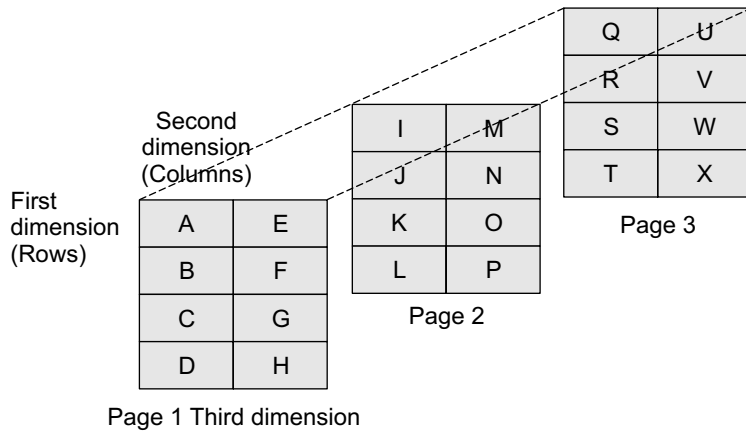 Q U
R V
S W
T X
Page 3
I M
J N
K O
L P
Page 2
Second
dimension
(Columns)
First
dimension
(Rows)
A E
B F
C G
D H
Page 1 Third dimension